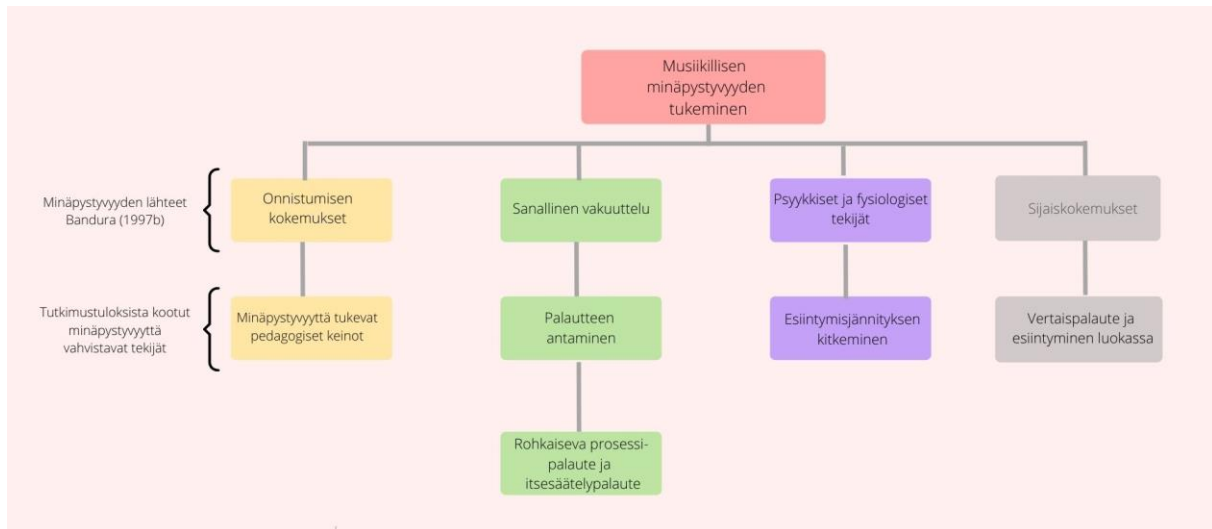 Musiikillisen
minäpystyvyyden
tukeminen
Minäpystyvyyden lähteet
Bandura (1997b)
Onnistumisen
kokemukset
Sanallinen vakuuttelu
Psyykkiset ja fysiologiset
tekijät
Sijaiskokemukset
Tutkimustuloksista kootut
minäpystyvyyttä
vahvistavat tekijät
Minäpystyvyyttä tukevat
pedagogiset keinot
Palautteen
antaminen
Esiintymisjännityksen
kitkeminen
Vertaispalaute ja
esiintyminen luokassa
Rohkaiseva prosessi-
palaute ja
itsesäätelypalaute